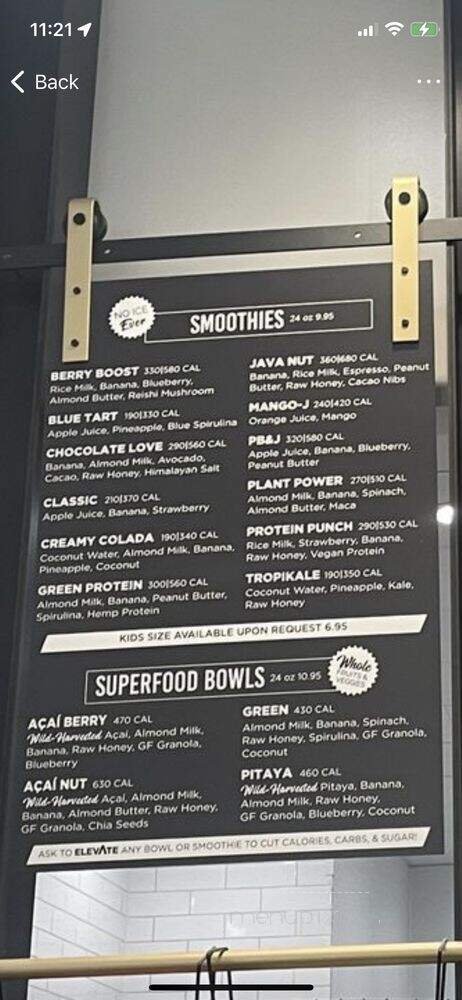 11:21
Back
NO ICE
Ever
SMOOTHIES 24 oz 9.95
BERRY BOOST 330|580 CAL
Rice Milk, Banana, Blueberry,
Almond Butter, Reishi Mushroom
BLUE TART 190|330 CAL
Apple Juice, Pineapple, Blue Spirulina
CHOCOLATE LOVE 290|560 CAL
Banana, Almond Milk, Avocado,
Cacao, Raw Honey, Himalayan Salt
CLASSIC 210|370 CAL
Apple Juice, Banana, Strawberry
CREAMY COLADA 190|340 CAL
Coconut Water, Almond Milk, Banana,
Pineapple, Coconut
GREEN PROTEIN 300|560 CAL
Almond Milk, Banana, Peanut Butter,
Spirulina, Hemp Protein
JAVA NUT 360|680 CAL
Banana, Rice Milk, Espresso, Peanut
Butter, Raw Honey, Cacao Nibs
MANGO-J 240|420 CAL
Orange Juice, Mango
PB&J 320|580 CAL
Apple Juice, Banana, Blueberry,
Peanut Butter
PLANT POWER 270|510 CAL
Almond Milk, Banana, Spinach,
Almond Butter, Maca
PROTEIN PUNCH 290|530 CAL
Rice Milk, Strawberry, Banana,
Raw Honey, Vegan Protein
TROPIKALE 190|350 CAL
Coconut Water, Pineapple, Kale,
Raw Honey
KIDS SIZE AVAILABLE UPON REQUEST 6.95
SUPERFOOD BOWLS 24 oz 10.95
Whole
FRUITS &
VEGGIES
AÇAÍ BERRY 470 CAL
Wild-Harvested Açaí, Almond Milk,
Banana, Raw Honey, GF Granola,
Blueberry
AÇAÍ NUT 630 CAL
Wild-Harvested Açaí, Almond Milk,
Banana, Almond Butter, Raw Honey,
GF Granola, Chia Seeds
GREEN 430 CAL
Almond Milk, Banana, Spinach,
Raw Honey, Spirulina, GF Granola,
Coconut
PITAYA 460 CAL
Wild-Harvested Pitaya, Banana,
Almond Milk, Raw Honey,
GF Granola, Blueberry, Coconut
ASK TO ELEVATE ANY BOWL OR SMOOTHIE TO CUT CALORIES, CARBS, & SUGAR!